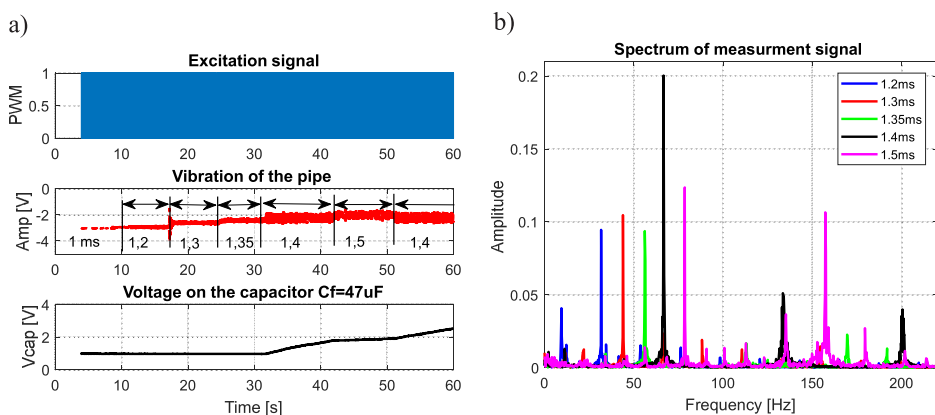 a)
Excitation signal
PWM
1
0.5
0
0 10 20 30 40 50 60
Vibration of the pipe
Amp [V]
0
-2
-4
1 ms 1,2 1,3 1,35 1,4 1,5 1,4
0 10 20 30 40 50 60
Voltage on the capacitor Cf=47uF
Vcap [V]
4
2
0
0 10 20 30 40 50 60
Time [s]
b)
Spectrum of measurment signal
Amplitude
0.2
0.15
0.1
0.05
0
0 50 100 150 200
Frequency [Hz]
1.2ms
1.3ms
1.35ms
1.4ms
1.5ms